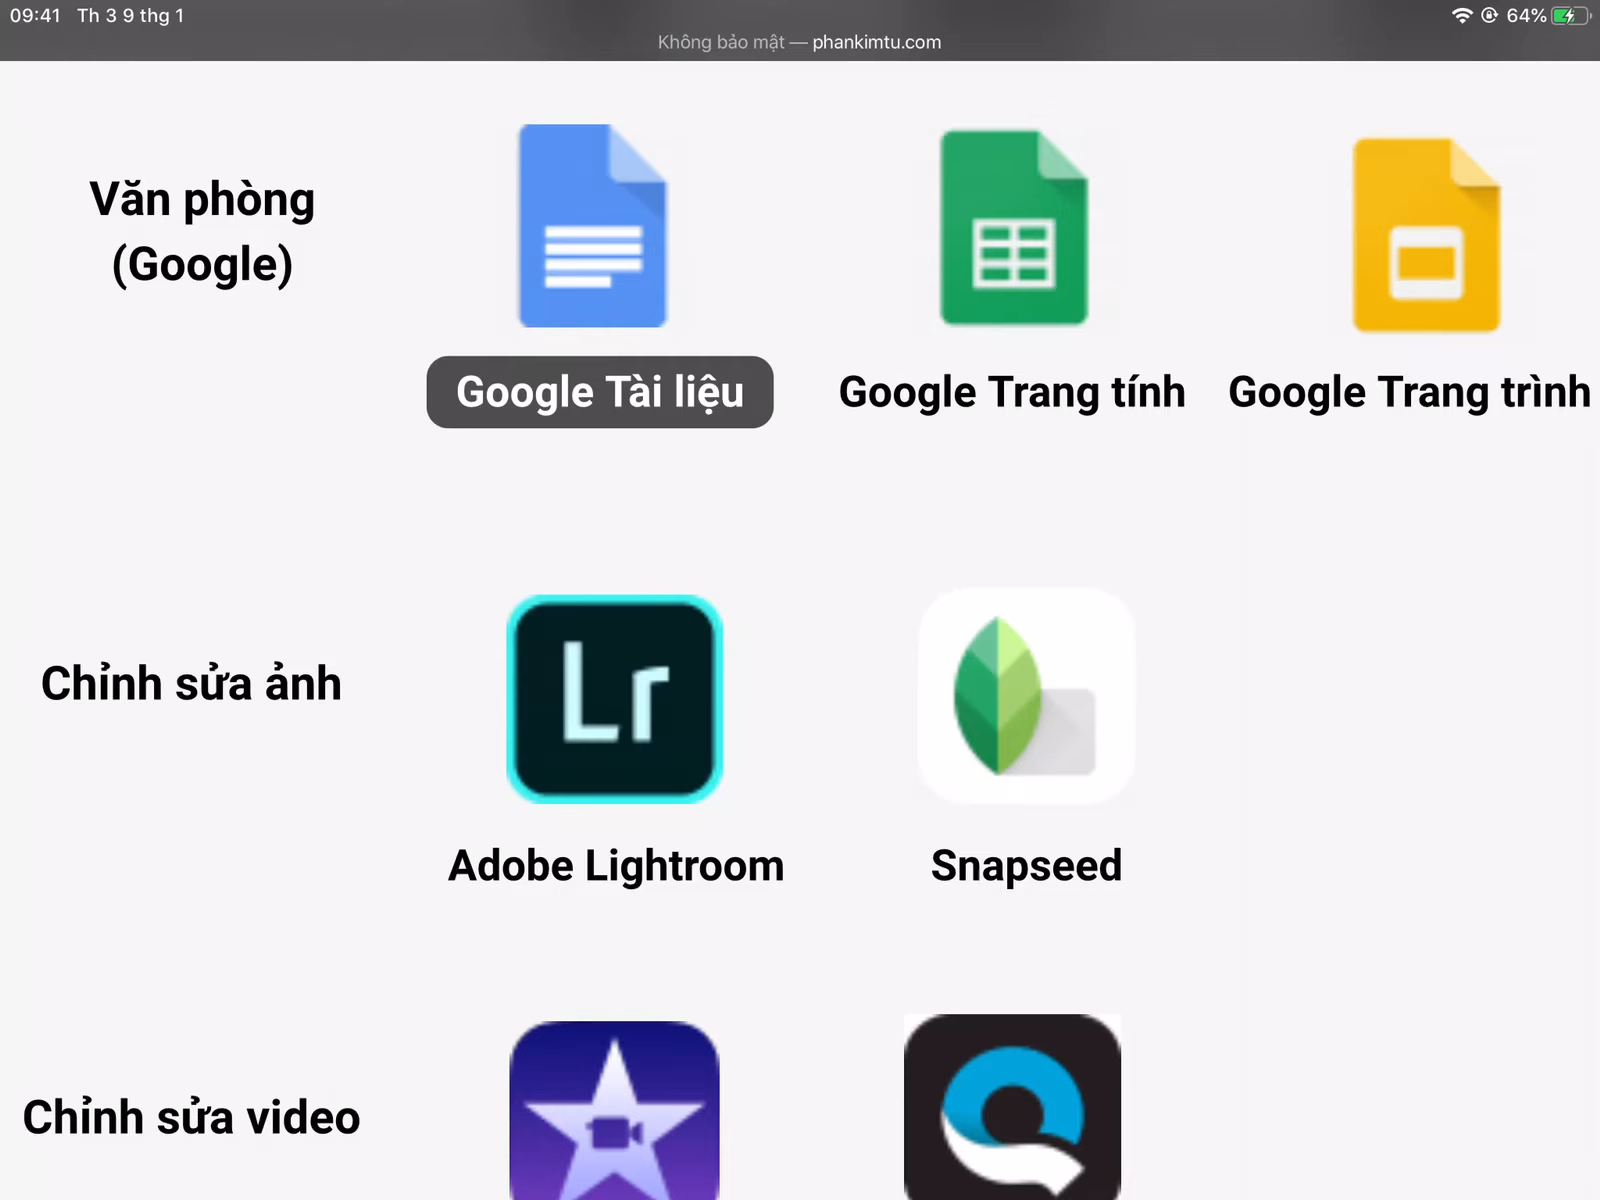 09:41 Th 3 9 thg 1
64%
Không bảo mật — phankimtu.com
Văn phòng
(Google)
Google Tài liệu
Google Trang tính
Google Trang trình
Lr
Adobe Lightroom
Snapseed
Chỉnh sửa ảnh
Chỉnh sửa video